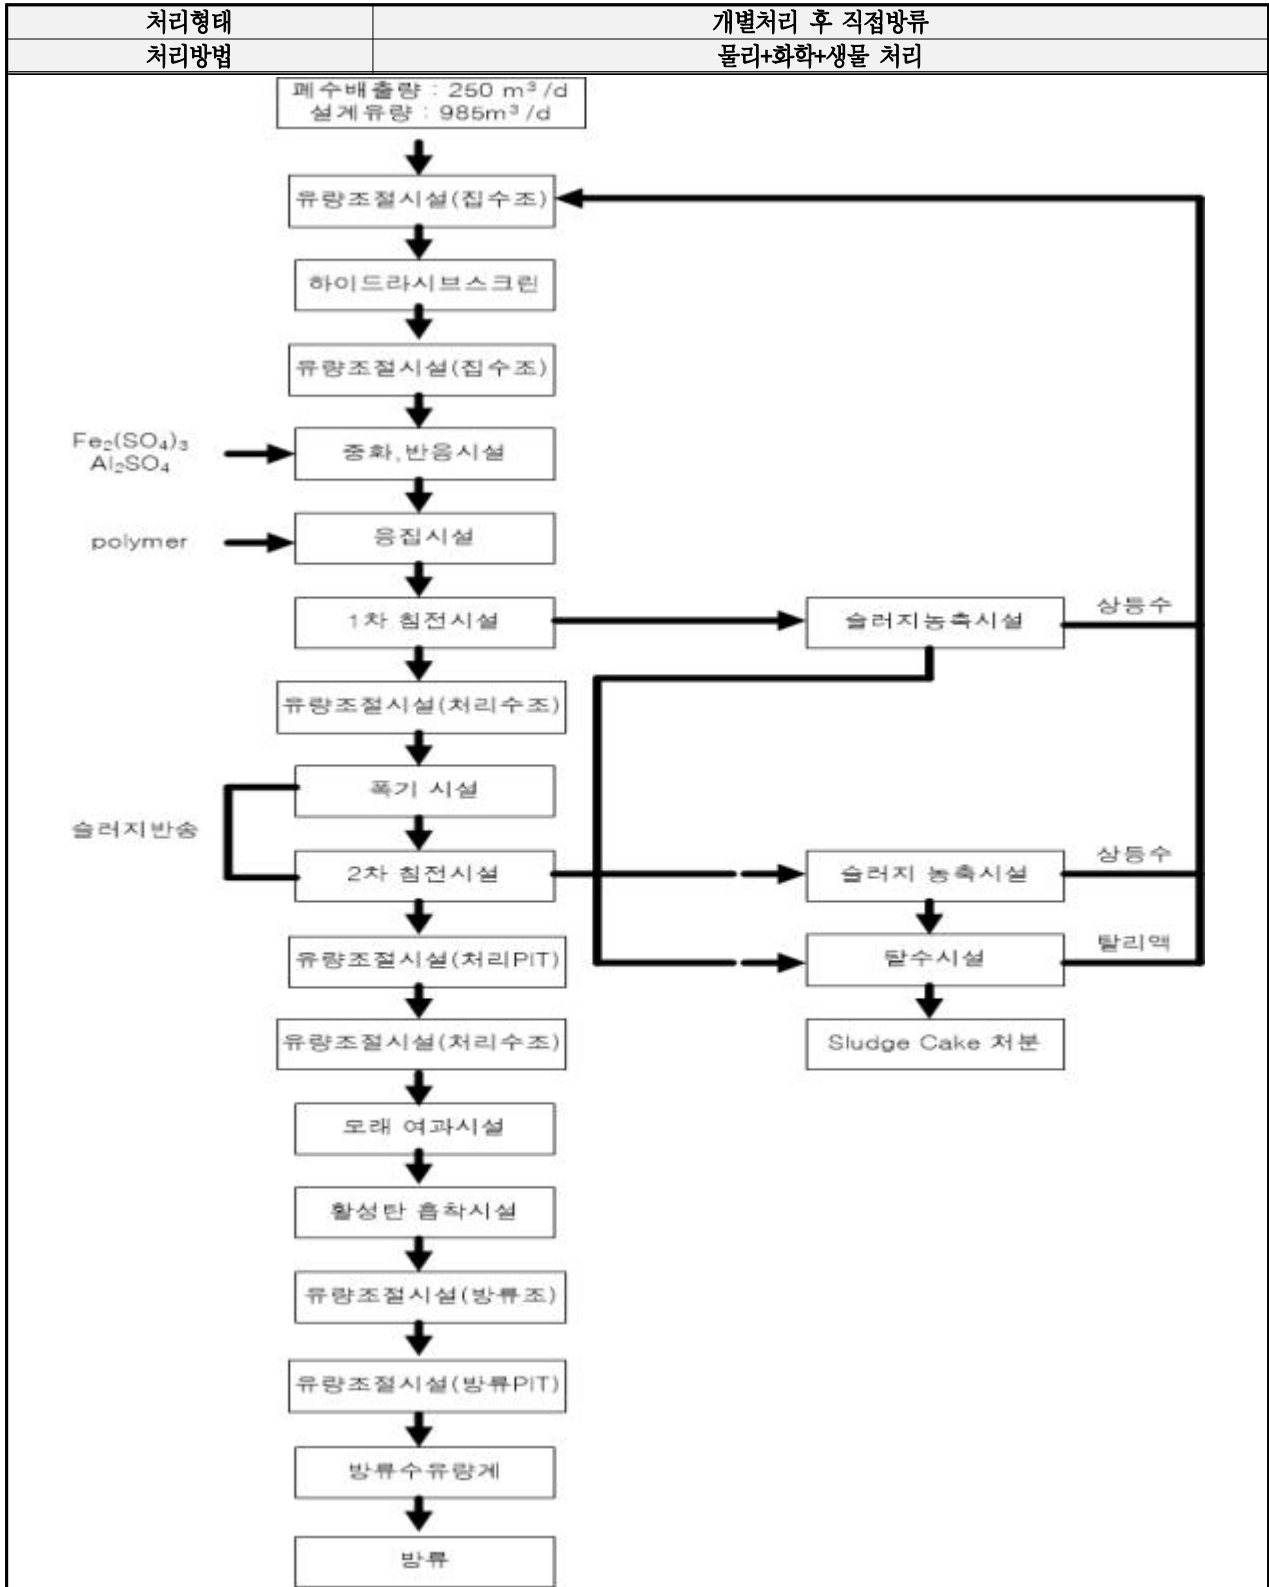 처리형태 개별처리 후 직접방류
처리방법 물리+화학+생물 처리
폐수배출량 : 250 m³/d
설계유량 : 985m³/d
유량조절시설(집수조)
하이드라시브스크린
유량조절시설(집수조)
Fe₂(SO₄)₃
Al₂SO₄
중화,반응시설
polymer
응집시설
1차 침전시설
슬러지농축시설
상등수
유량조절시설(처리수조)
폭기 시설
슬러지반송
2차 침전시설
슬러지 농축시설
상등수
유량조절시설(처리PIT)
탈수시설
탈리액
유량조절시설(처리수조)
Sludge Cake 처분
모래 여과시설
활성탄 흡착시설
유량조절시설(방류조)
유량조절시설(방류PIT)
방류수유량계
방류